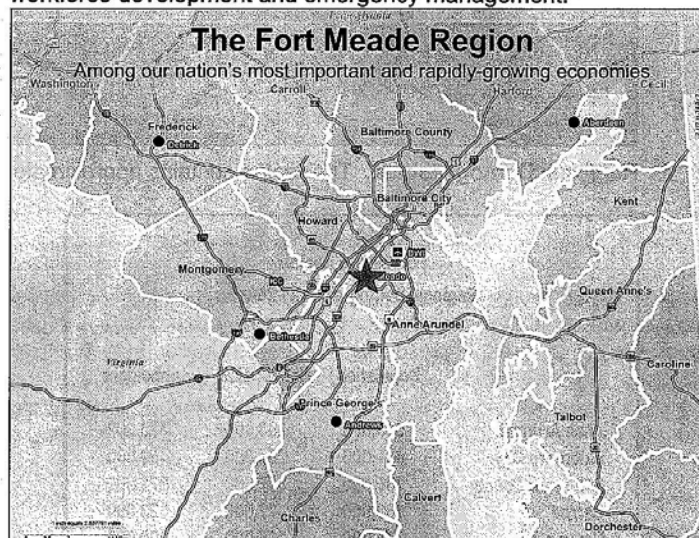 workforce development and emergency management.
Pennsylvania
The Fort Meade Region
Among our nation's most important and rapidly-growing economies
Washington
Carroll
Harford
Cecil
Frederick
Detrick
Baltimore County
Aberdeen
Baltimore City
Kent
Howard
BWI
Montgomery
ICC
Meade
Queen Anne's
Anne Arundel
Bethesda
Virginia
Caroline
Prince George's
Andrews
Talbot
Calvert
Charles
Dorchester